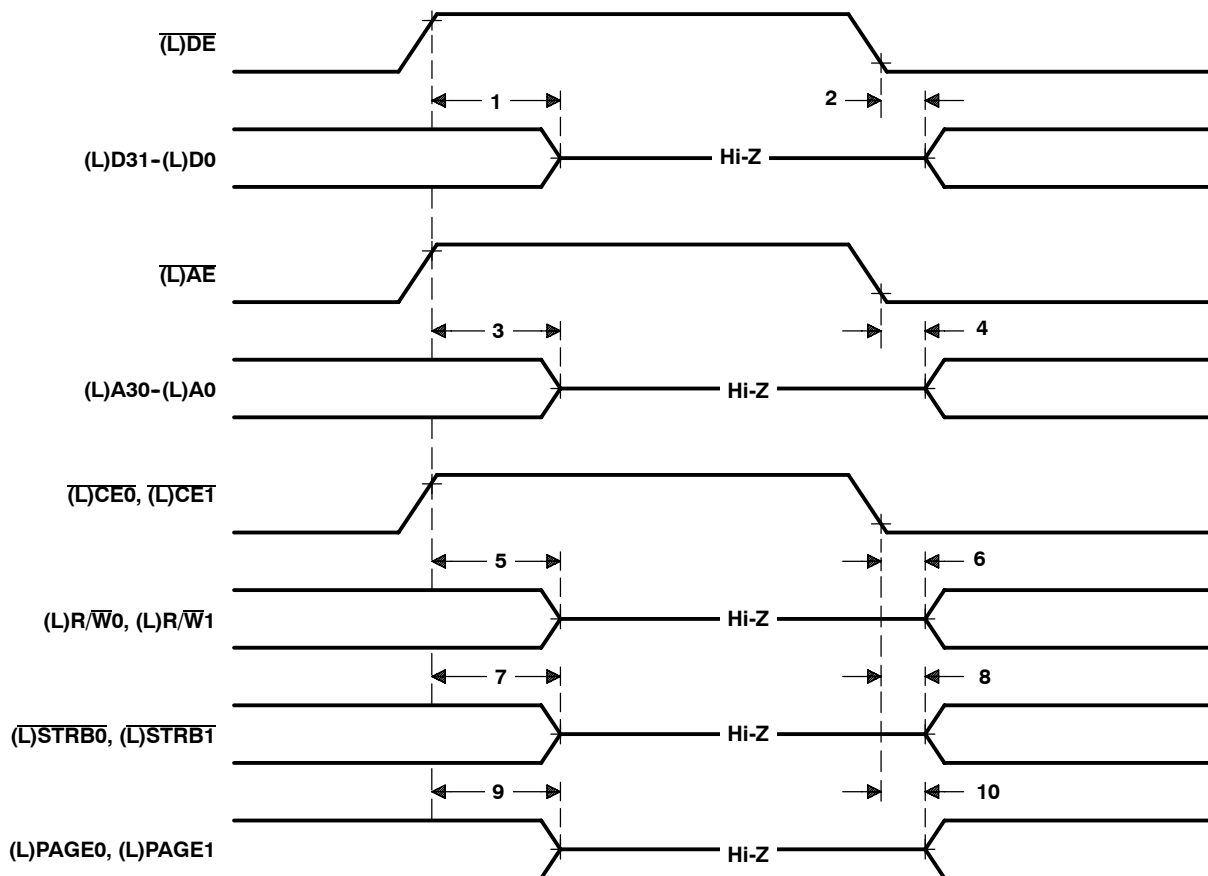 (L)DE
1
2
(L)D31–(L)D0
Hi-Z
(L)AE
3
4
(L)A30–(L)A0
Hi-Z
(L)CE0, (L)CE1
5
6
(L)R/W0, (L)R/W1
Hi-Z
7
8
(L)STRB0, (L)STRB1
Hi-Z
9
10
(L)PAGE0, (L)PAGE1
Hi-Z